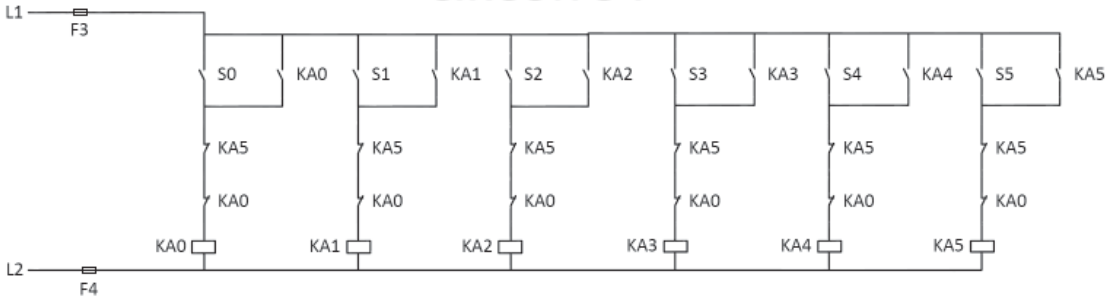 L1
F3
S0 KA0 S1 KA1 S2 KA2 S3 KA3 S4 KA4 S5 KA5
KA5 KA5 KA5 KA5 KA5 KA5
KA0 KA0 KA0 KA0 KA0 KA0
KA0 KA1 KA2 KA3 KA4 KA5
L2
F4